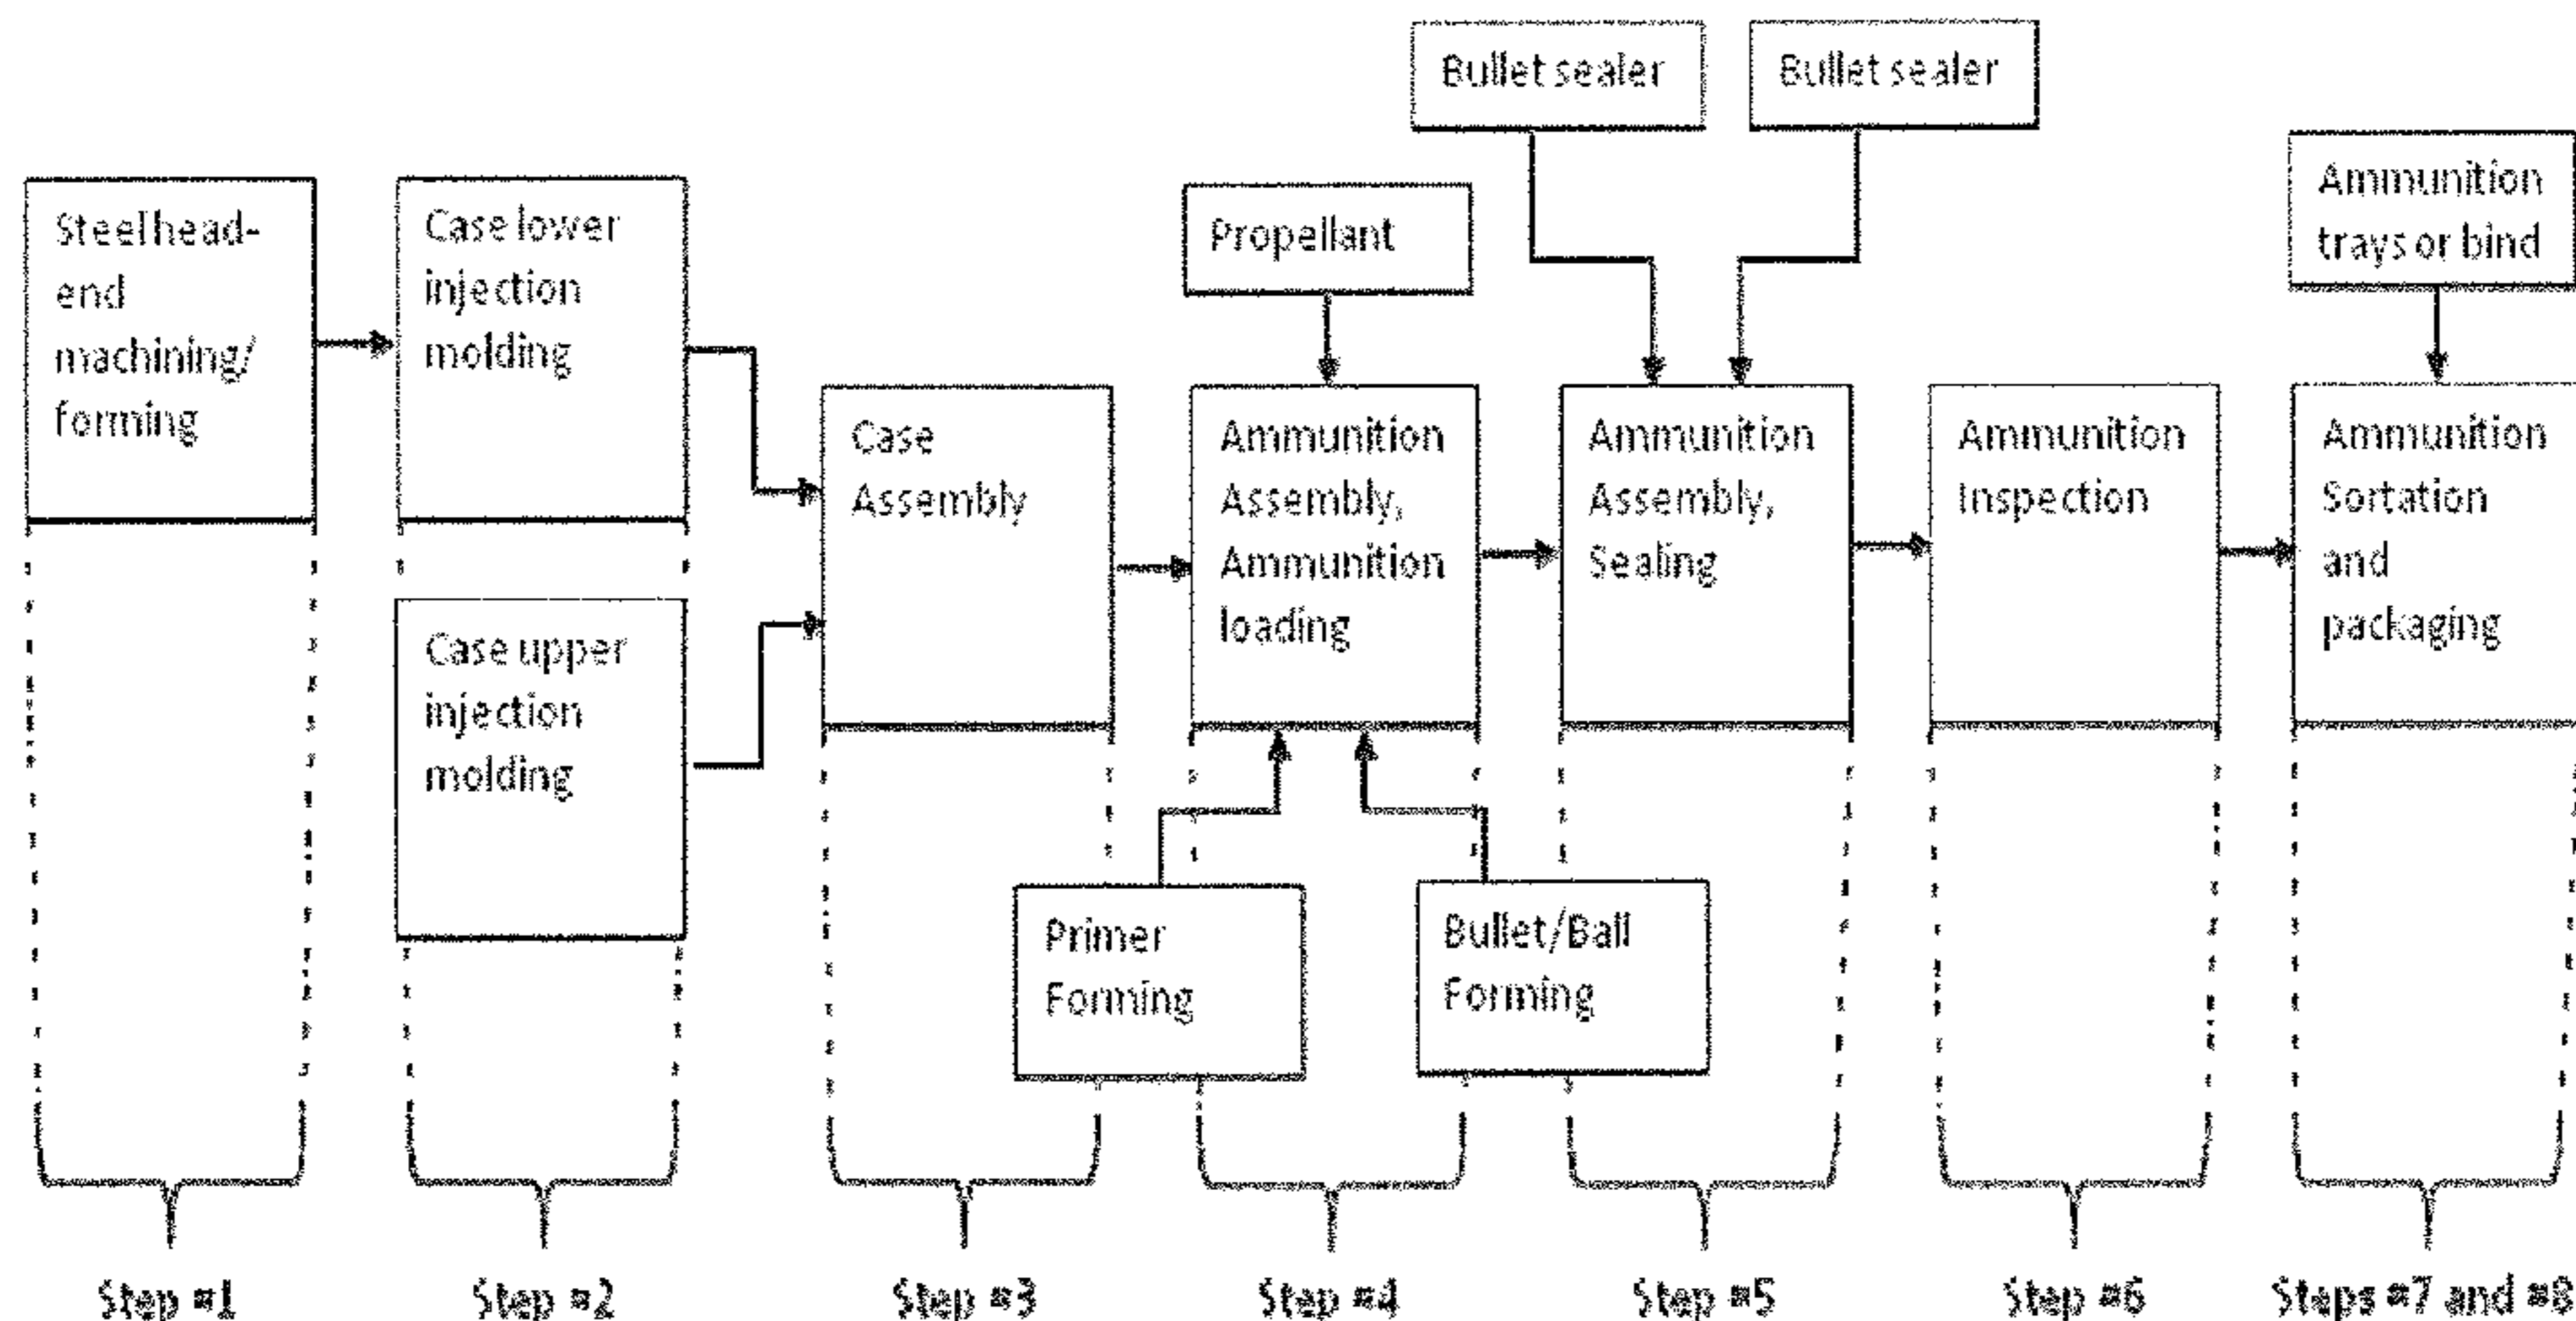 Bullet sealer
Bullet sealer
Steel head-
end
machining/
forming
Case lower
injection
molding
Propellant
Ammunition
trays or bind
Case upper
injection
molding
Case
Assembly
Ammunition
Assembly,
Ammunition
loading
Ammunition
Assembly,
Sealing
Ammunition
Inspection
Ammunition
Sortation
and
packaging
Primer
Forming
Bullet/Ball
Forming
Step #1
Step #2
Step #3
Step #4
Step #5
Step #6
Steps #7 and #8